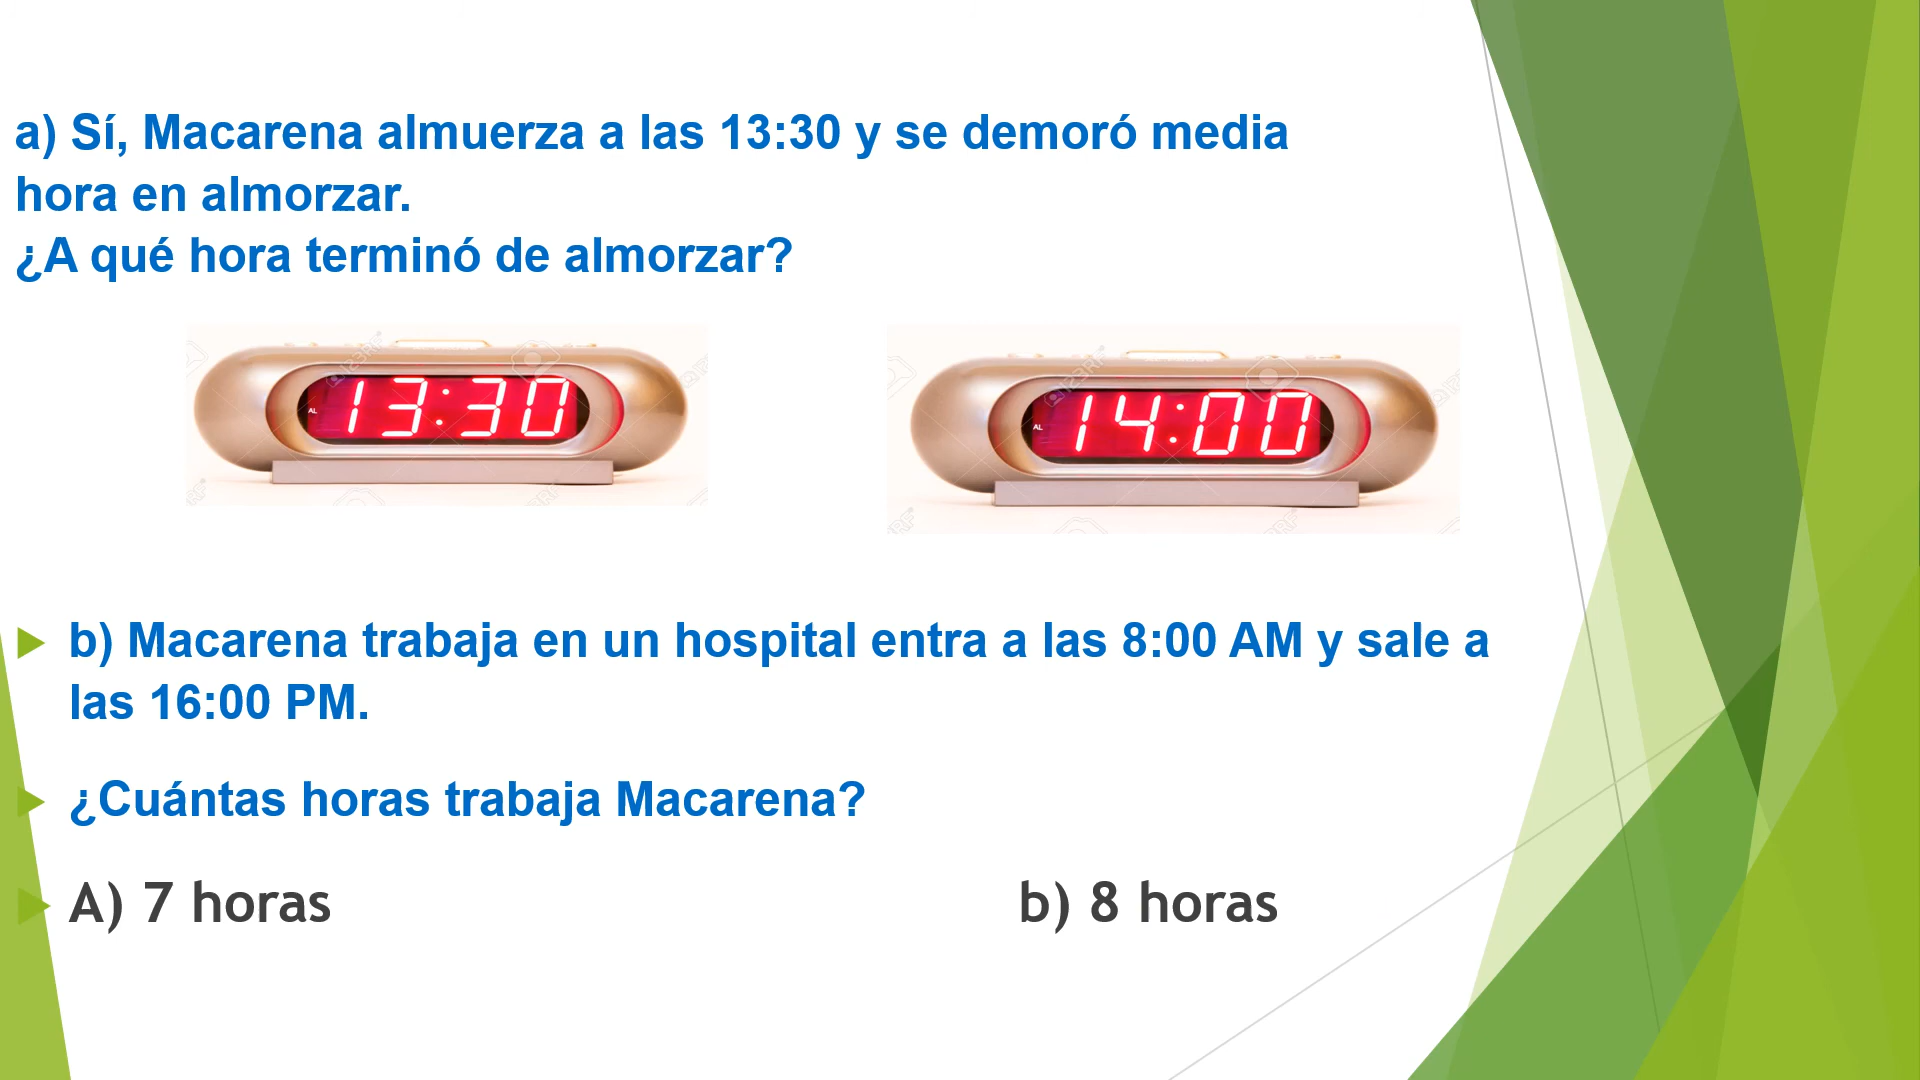 a) Sí, Macarena almuerza a las 13:30 y se demoró media
hora en almorzar.
¿A qué hora terminó de almorzar?
AL 13:30
AL 14:00
b) Macarena trabaja en un hospital entra a las 8:00 AM y sale a
las 16:00 PM.
¿Cuántas horas trabaja Macarena?
A) 7 horas b) 8 horas